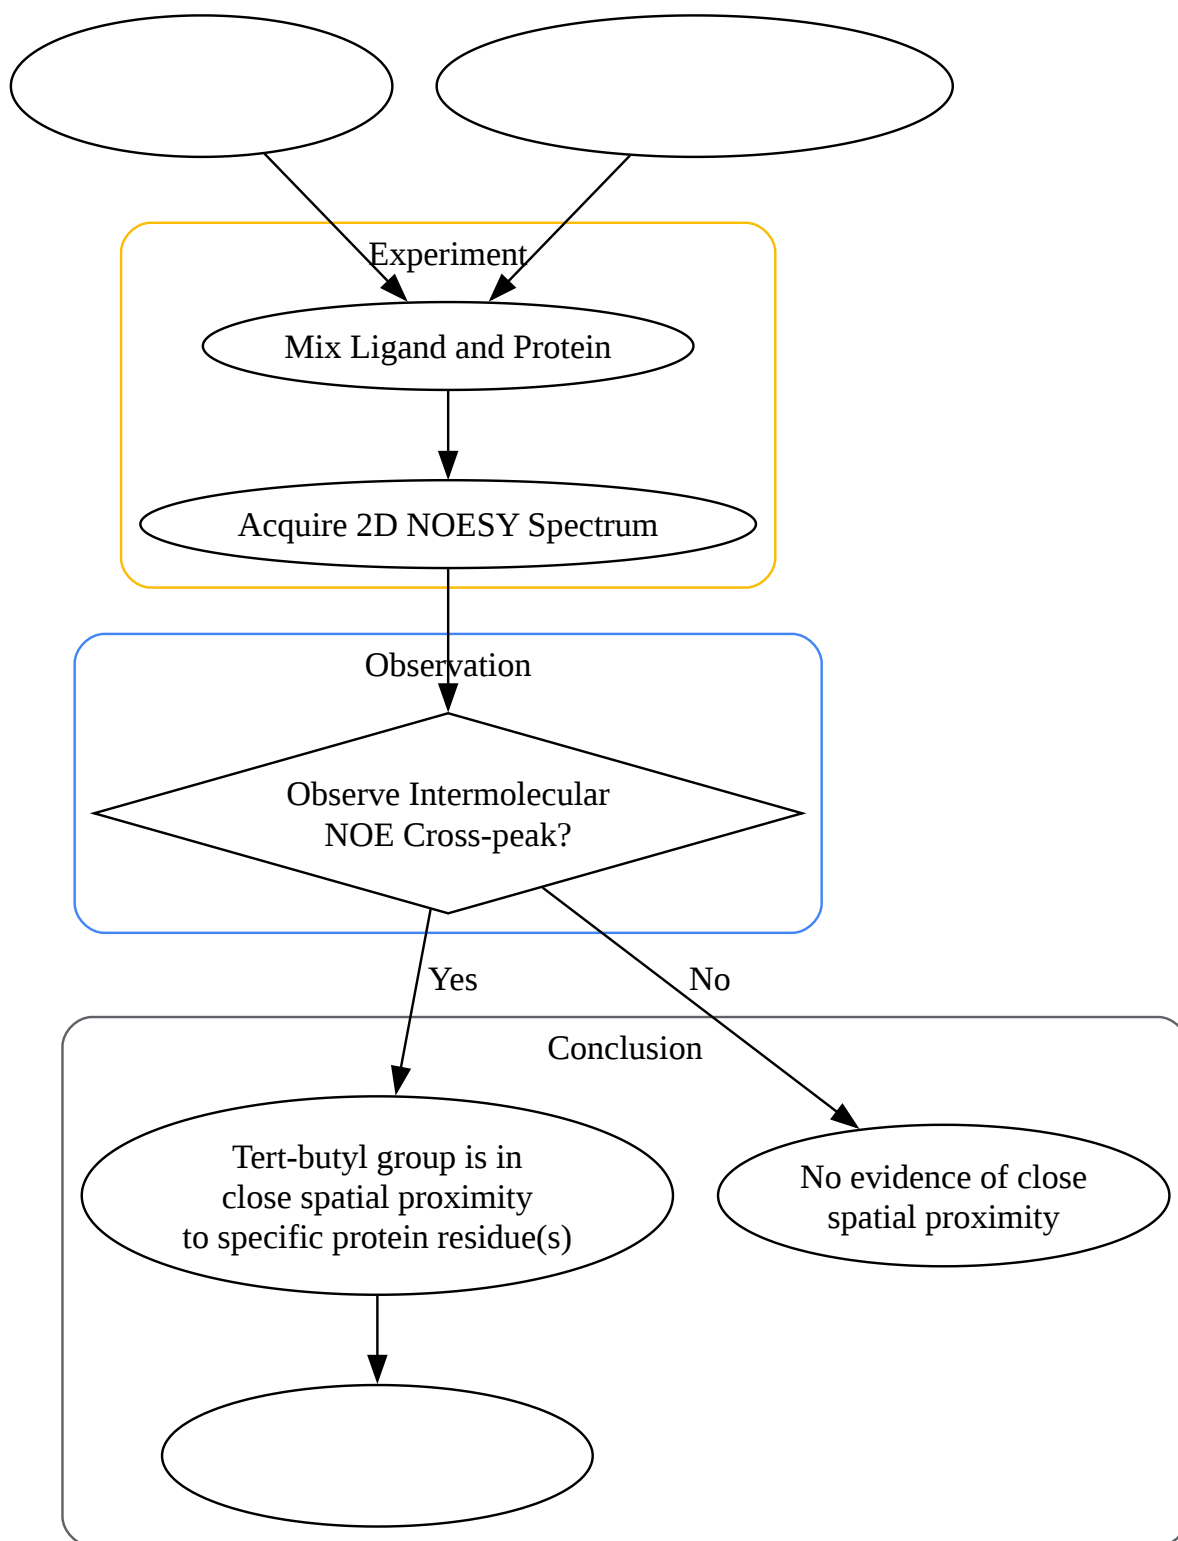 Experiment
Mix Ligand and Protein
Acquire 2D NOESY Spectrum
Observation
Observe Intermolecular
NOE Cross-peak?
Yes
No
Conclusion
Tert-butyl group is in
close spatial proximity
to specific protein residue(s)
No evidence of close
spatial proximity